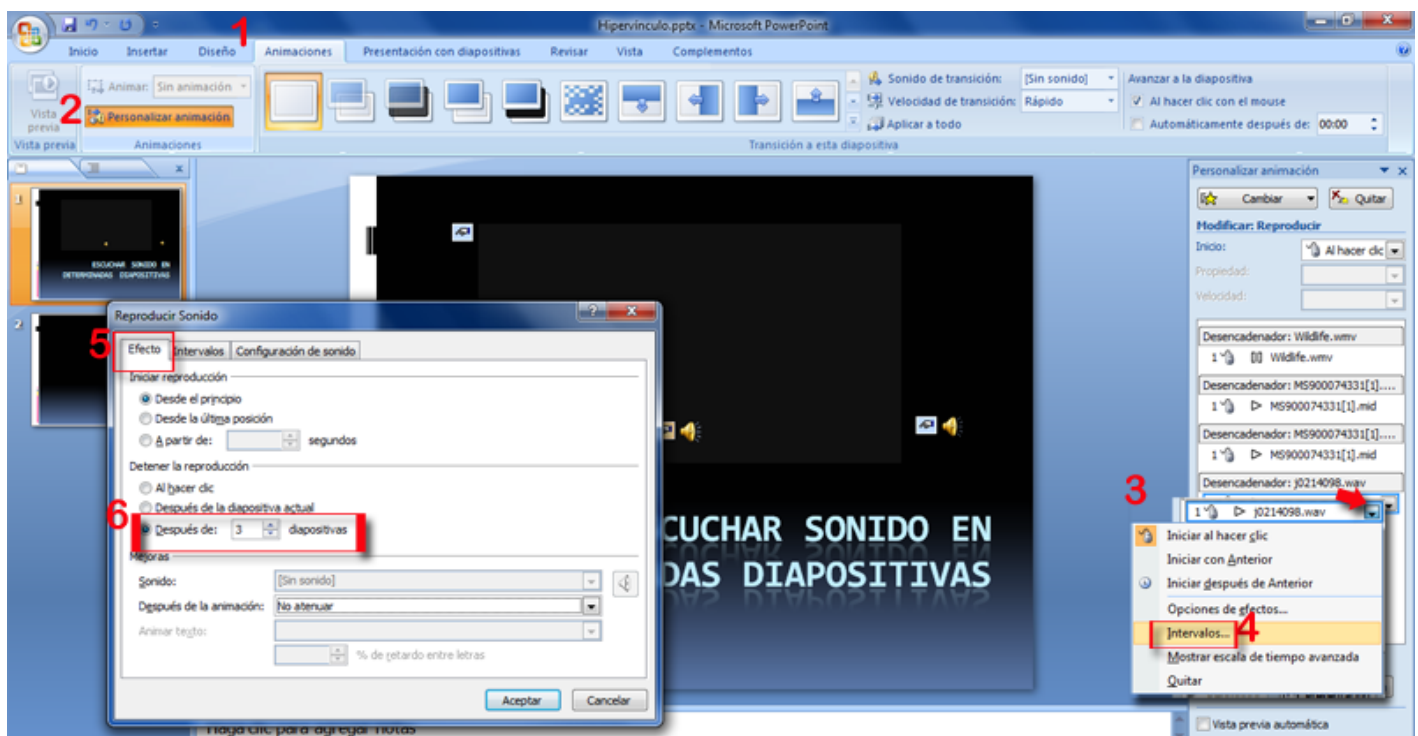 Hipervinculo.pptx - Microsoft PowerPoint
1
Inicio Insertar Diseño Animaciones Presentación con diapositivas Revisar Vista Complementos
Vista previa
2
Animar: Sin animación
Personalizar animación
Sonido de transición: [Sin sonido]
Velocidad de transición: Rápido
Aplicar a todo
Avanzar a la diapositiva
Al hacer clic con el mouse
Automáticamente después de: 00:00
Vista previa Animaciones Transición a esta diapositiva
1
ESCUCHAR SONIDO EN
DETERMINADAS DIAPOSITIVAS
2
CUCHAR SONIDO EN
DAS DIAPOSITIVAS
Haga clic para agregar notas
Reproducir Sonido
5
Efecto Intervalos Configuración de sonido
Iniciar reproducción
Desde el principio
Desde la última posición
A partir de: segundos
Detener la reproducción
Al hacer clic
Después de la diapositiva actual
6
Después de: 3 diapositivas
Mejoras
Sonido: [Sin sonido]
Después de la animación: No atenuar
Animar texto:
% de retardo entre letras
Aceptar Cancelar
Personalizar animación
Cambiar Quitar
Modificar: Reproducir
Inicio: Al hacer clic
Propiedad:
Velocidad:
Desencadenador: Wildlife.wmv
1 Wildlife.wmv
Desencadenador: MS900074331[1]....
1 MS900074331[1].mid
Desencadenador: MS900074331[1]....
1 MS900074331[1].mid
Desencadenador: j0214098.wav
3
1 j0214098.wav
Iniciar al hacer clic
Iniciar con Anterior
Iniciar después de Anterior
Opciones de efectos...
Intervalos...
4
Mostrar escala de tiempo avanzada
Quitar
Vista previa automática